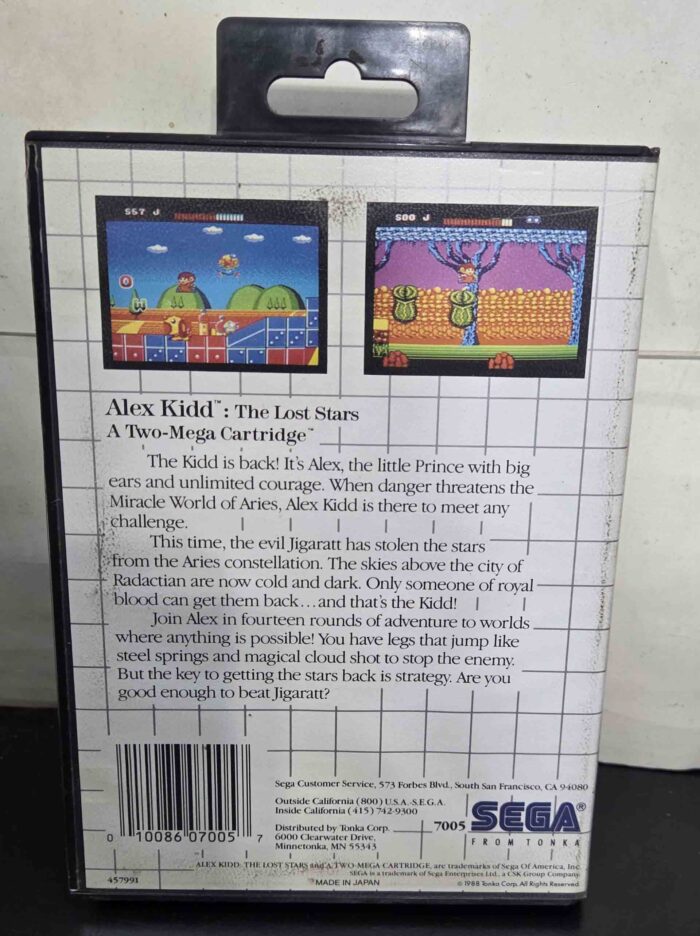 557 J
500 J
Alex Kidd™: The Lost Stars
A Two-Mega Cartridge™
The Kidd is back! It's Alex, the little Prince with big
ears and unlimited courage. When danger threatens the
Miracle World of Aries, Alex Kidd is there to meet any
challenge.
This time, the evil Jigaratt has stolen the stars
from the Aries constellation. The skies above the city of
Radactian are now cold and dark. Only someone of royal
blood can get them back...and that's the Kidd!
Join Alex in fourteen rounds of adventure to worlds
where anything is possible! You have legs that jump like
steel springs and magical cloud shot to stop the enemy.
But the key to getting the stars back is strategy. Are you
good enough to beat Jigaratt?
Sega Customer Service, 573 Forbes Blvd., South San Francisco, CA 94080
Outside California (800) U.S.A.-S.E.G.A.
Inside California (415) 742-9300
Distributed by Tonka Corp.
6000 Clearwater Drive,
Minnetonka, MN 55343
7005 SEGA®
FROM TONKA
0 10086 07005 7
ALEX KIDD: THE LOST STARS and A TWO-MEGA CARTRIDGE, are trademarks of Sega Of America, Inc.
SEGA is a trademark of Sega Enterprises Ltd., a CSK Group Company.
457991
MADE IN JAPAN
© 1988 Tonka Corp. All Rights Reserved.